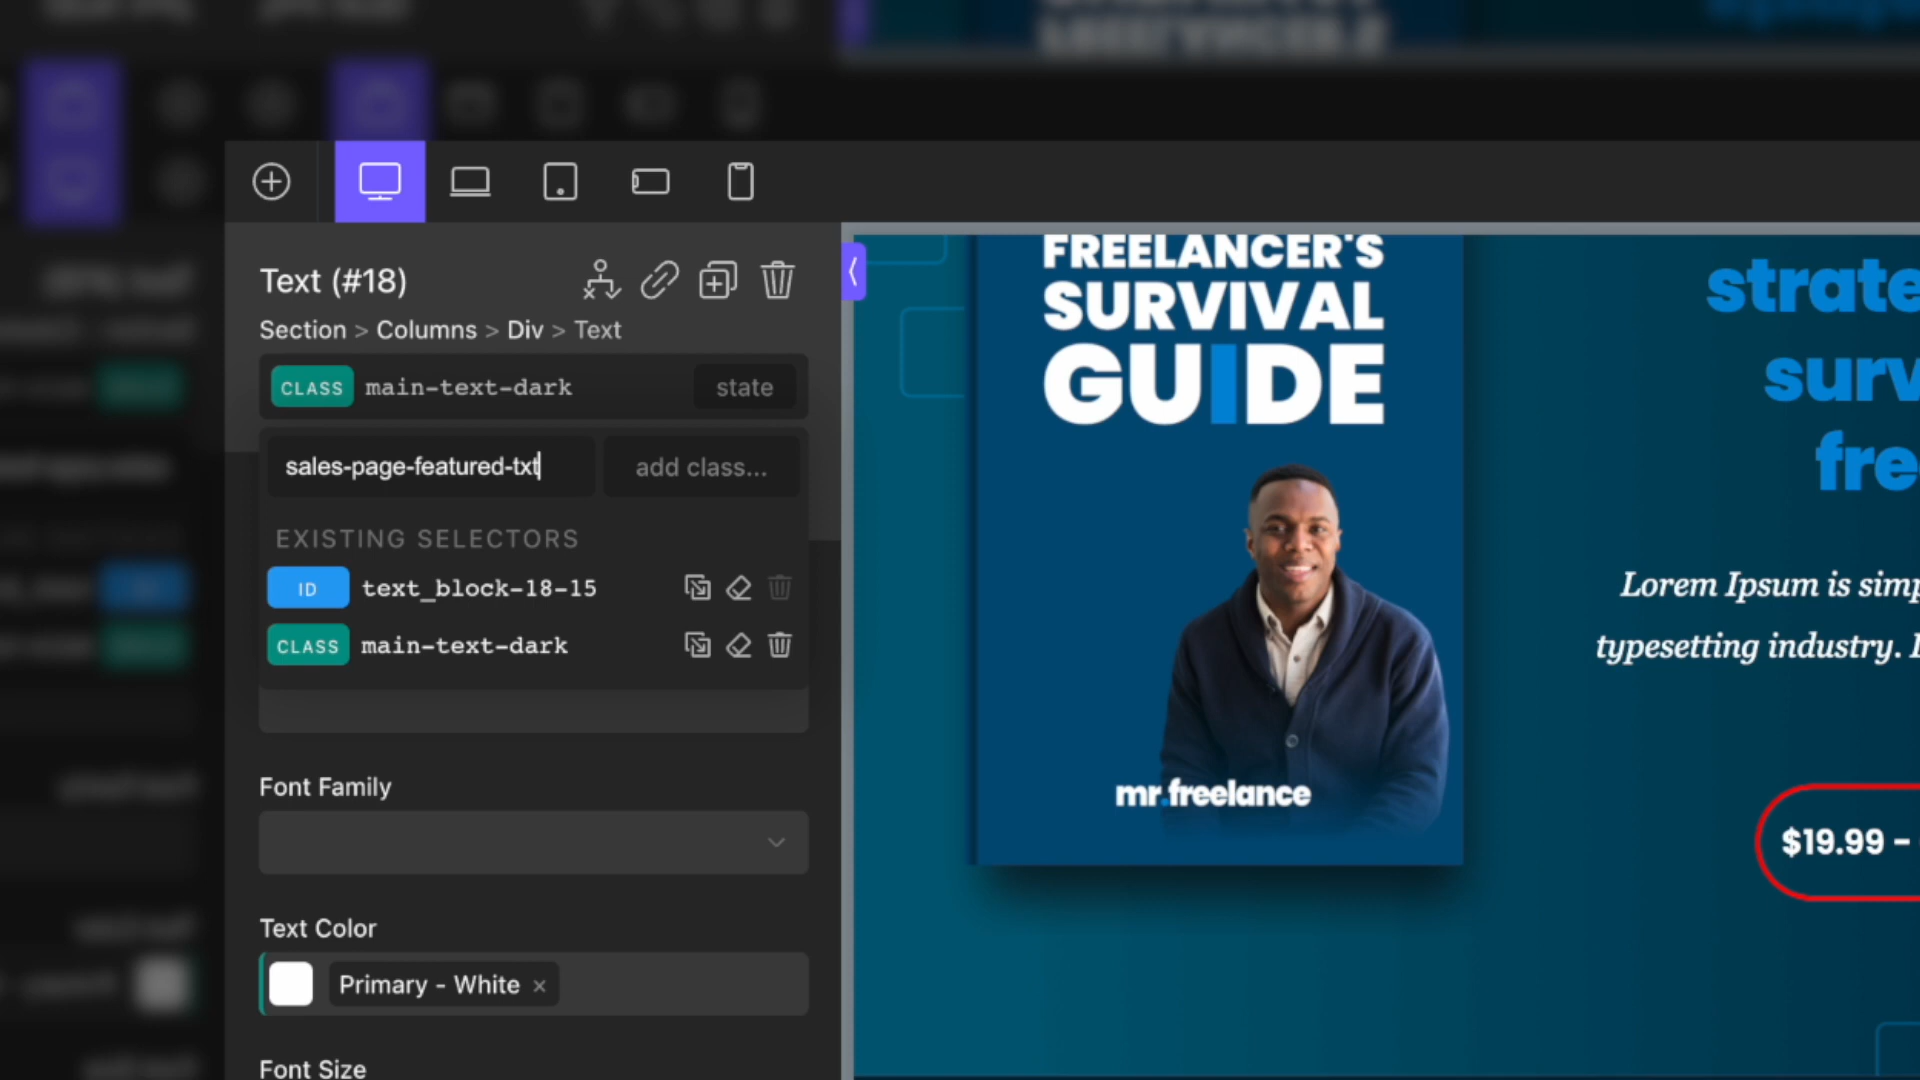 Text (#18)
Section > Columns > Div > Text
CLASS main-text-dark state
sales-page-featured-txt add class...
EXISTING SELECTORS
ID text_block-18-15
CLASS main-text-dark
Font Family
Text Color
Primary - White ×
Font Size
FREELANCER'S
SURVIVAL
GUIDE
mr.freelance
strate
surv
fre
Lorem Ipsum is simp
typesetting industry.
$19.99 –